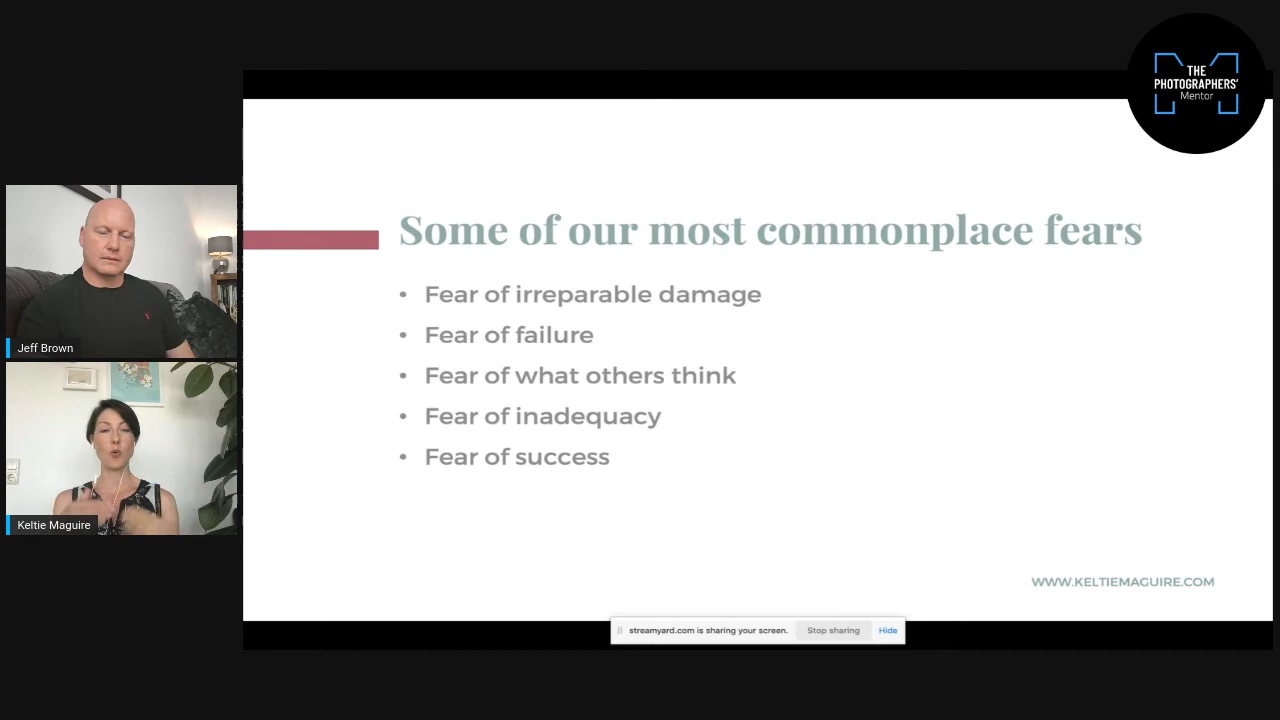 THE
PHOTOGRAPHERS'
Mentor
Some of our most commonplace fears
• Fear of irreparable damage
• Fear of failure
• Fear of what others think
• Fear of inadequacy
• Fear of success
Jeff Brown
Keltie Maguire
WWW.KELTIEMAGUIRE.COM
streamyard.com is sharing your screen. Stop sharing Hide